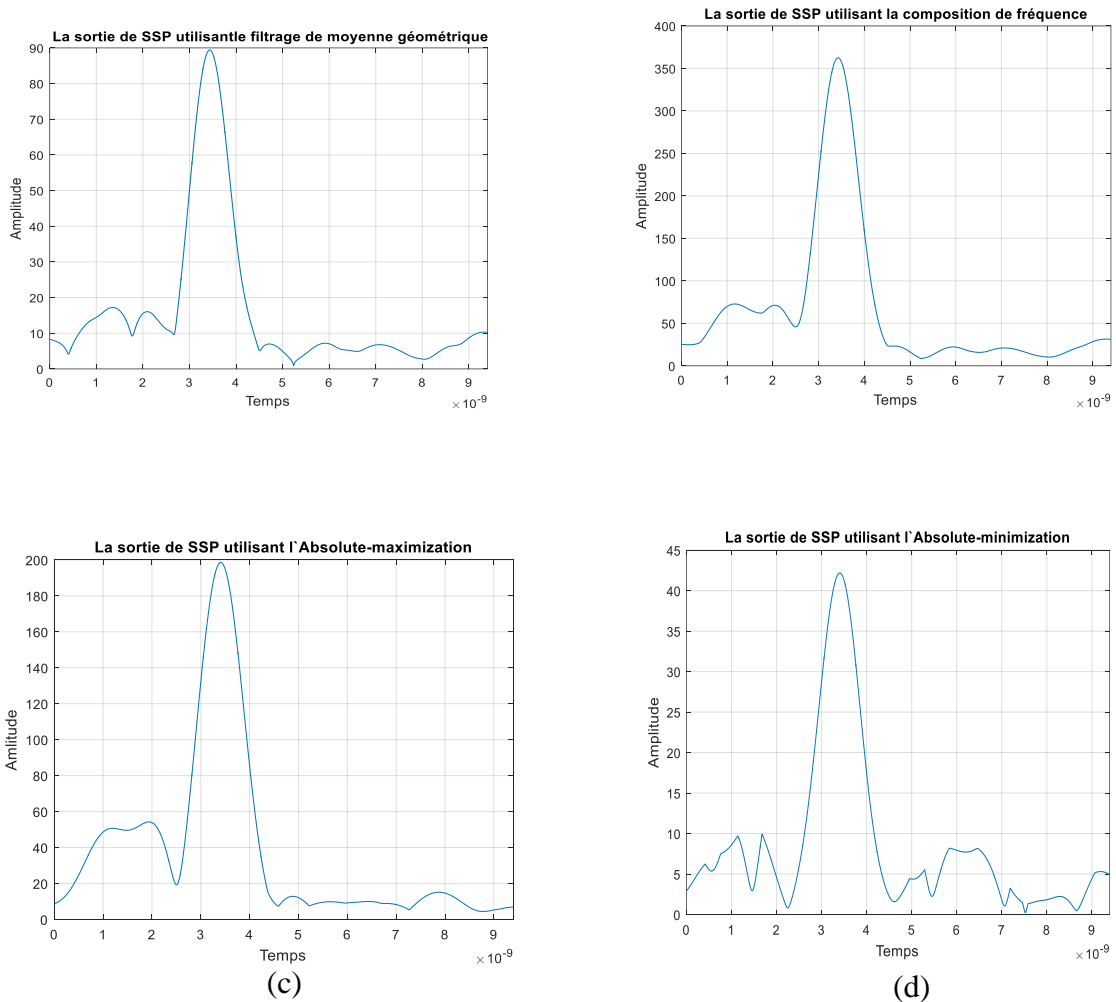 La sortie de SSP utilisantle filtrage de moyenne géométrique
90
80
70
60
50
40
30
20
10
0
Amplitude
0 1 2 3 4 5 6 7 8 9
Temps
×10-9
La sortie de SSP utilisant la composition de fréquence
400
350
300
250
200
150
100
50
0
Amplitude
0 1 2 3 4 5 6 7 8 9
Temps
×10-9
La sortie de SSP utilisant l`Absolute-maximization
200
180
160
140
120
100
80
60
40
20
0
Amlitude
0 1 2 3 4 5 6 7 8 9
Temps
×10-9
(c)
La sortie de SSP utilisant l`Absolute-minimization
45
40
35
30
25
20
15
10
5
0
Amplitude
0 1 2 3 4 5 6 7 8 9
Temps
×10-9
(d)